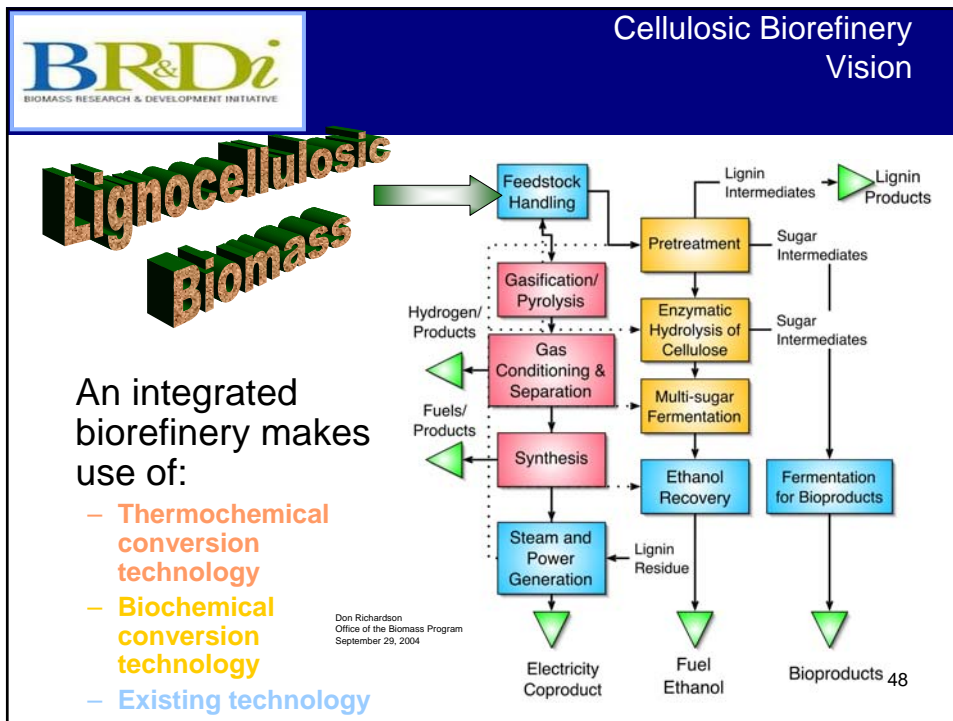 BR&Di
BIOMASS RESEARCH & DEVELOPMENT INITIATIVE
Cellulosic Biorefinery
Vision
Lignocellulosic
Biomass
An integrated
biorefinery makes
use of:
– Thermochemical
conversion
technology
– Biochemical
conversion
technology
– Existing technology
Don Richardson
Office of the Biomass Program
September 29, 2004
Feedstock
Handling
Gasification/
Pyrolysis
Hydrogen/
Products
Gas
Conditioning &
Separation
Fuels/
Products
Synthesis
Steam and
Power
Generation
Lignin
Residue
Electricity
Coproduct
Lignin
Intermediates
Lignin
Products
Pretreatment
Sugar
Intermediates
Enzymatic
Hydrolysis of
Cellulose
Sugar
Intermediates
Multi-sugar
Fermentation
Ethanol
Recovery
Fuel
Ethanol
Fermentation
for Bioproducts
Bioproducts
48